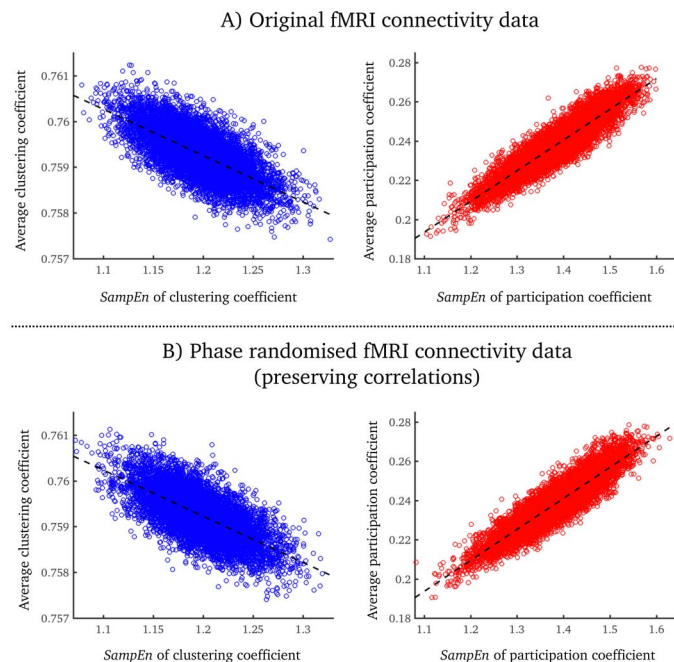 A) Original fMRI connectivity data
Average clustering coefficient
0.761
0.76
0.759
0.758
0.757
1.1 1.15 1.2 1.25 1.3
SampEn of clustering coefficient
Average participation coefficient
0.28
0.26
0.24
0.22
0.2
0.18
1.1 1.2 1.3 1.4 1.5 1.6
SampEn of participation coefficient
B) Phase randomised fMRI connectivity data
(preserving correlations)
Average clustering coefficient
0.761
0.76
0.759
0.758
0.757
1.1 1.15 1.2 1.25 1.3
SampEn of clustering coefficient
Average participation coefficient
0.28
0.26
0.24
0.22
0.2
0.18
1.1 1.2 1.3 1.4 1.5 1.6
SampEn of participation coefficient